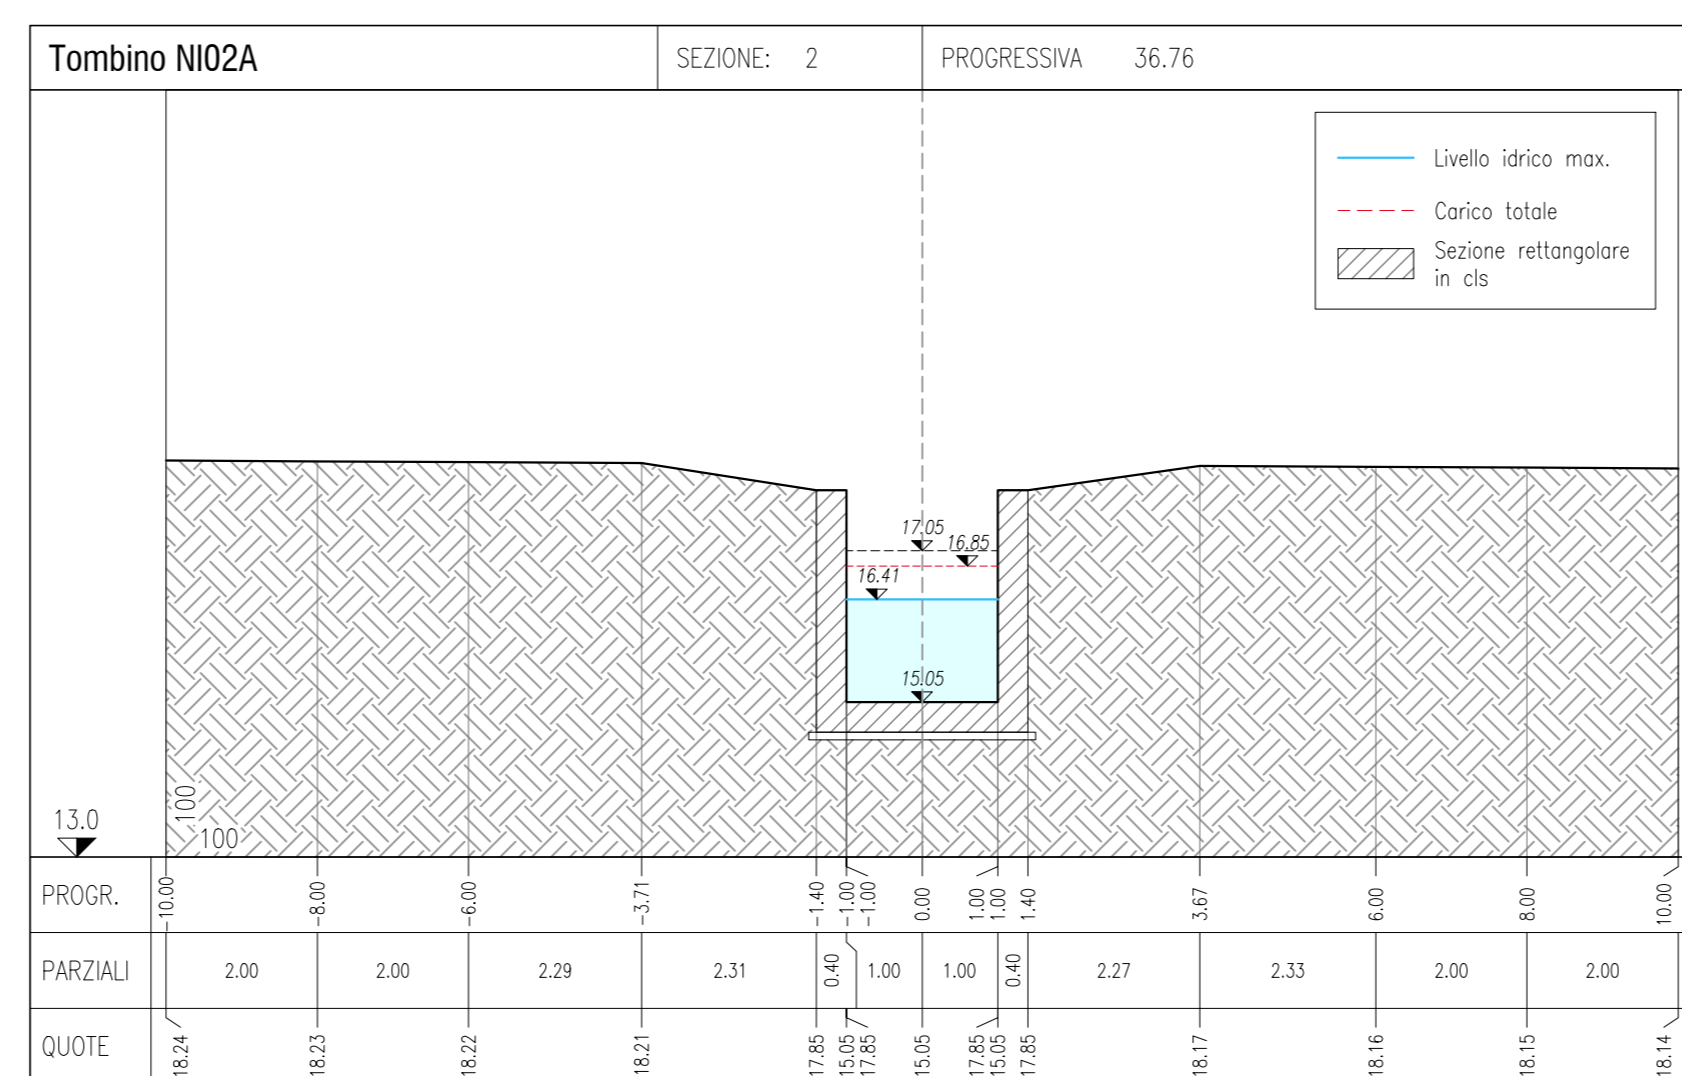 Tombino NI02A
SEZIONE: 2
PROGRESSIVA 36.76
Livello idrico max.
Carico totale
Sezione rettangolare
in cls
17.05
16.85
16.41
15.05
100
100
13.0
PROGR. -10.00 -8.00 -6.00 -3.71 -1.40 -1.00 -1.00 0.00 1.00 1.00 1.40 3.67 6.00 8.00 10.00
PARZIALI 2.00 2.00 2.29 2.31 0.40 1.00 1.00 0.40 2.27 2.33 2.00 2.00
QUOTE 18.24 18.23 18.22 18.21 17.85 15.05 17.85 15.05 17.85 15.05 17.85 18.17 18.16 18.15 18.14